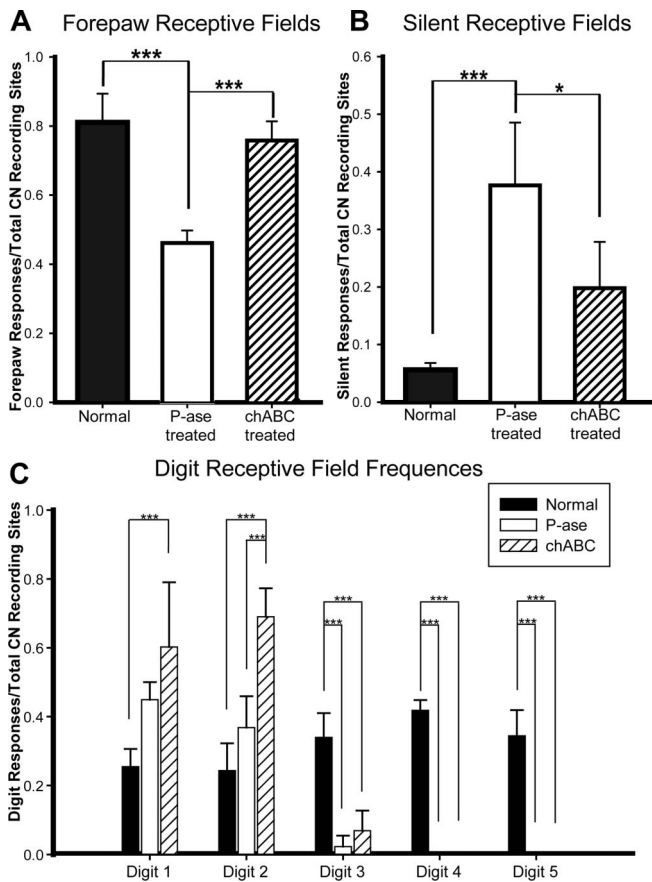 A Forepaw Receptive Fields
Forepaw Responses/Total CN Recording Sites
1.0
0.8
0.6
0.4
0.2
0.0
***
***
Normal
P-ase
treated
chABC
treated
B Silent Receptive Fields
Silent Responses/Total CN Recording Sites
0.6
0.5
0.4
0.3
0.2
0.1
0.0
***
*
Normal
P-ase
treated
chABC
treated
C Digit Receptive Field Frequences
Digit Responses/Total CN Recording Sites
1.0
0.8
0.6
0.4
0.2
0.0
Normal
P-ase
chABC
***
***
***
***
***
***
***
***
***
Digit 1
Digit 2
Digit 3
Digit 4
Digit 5